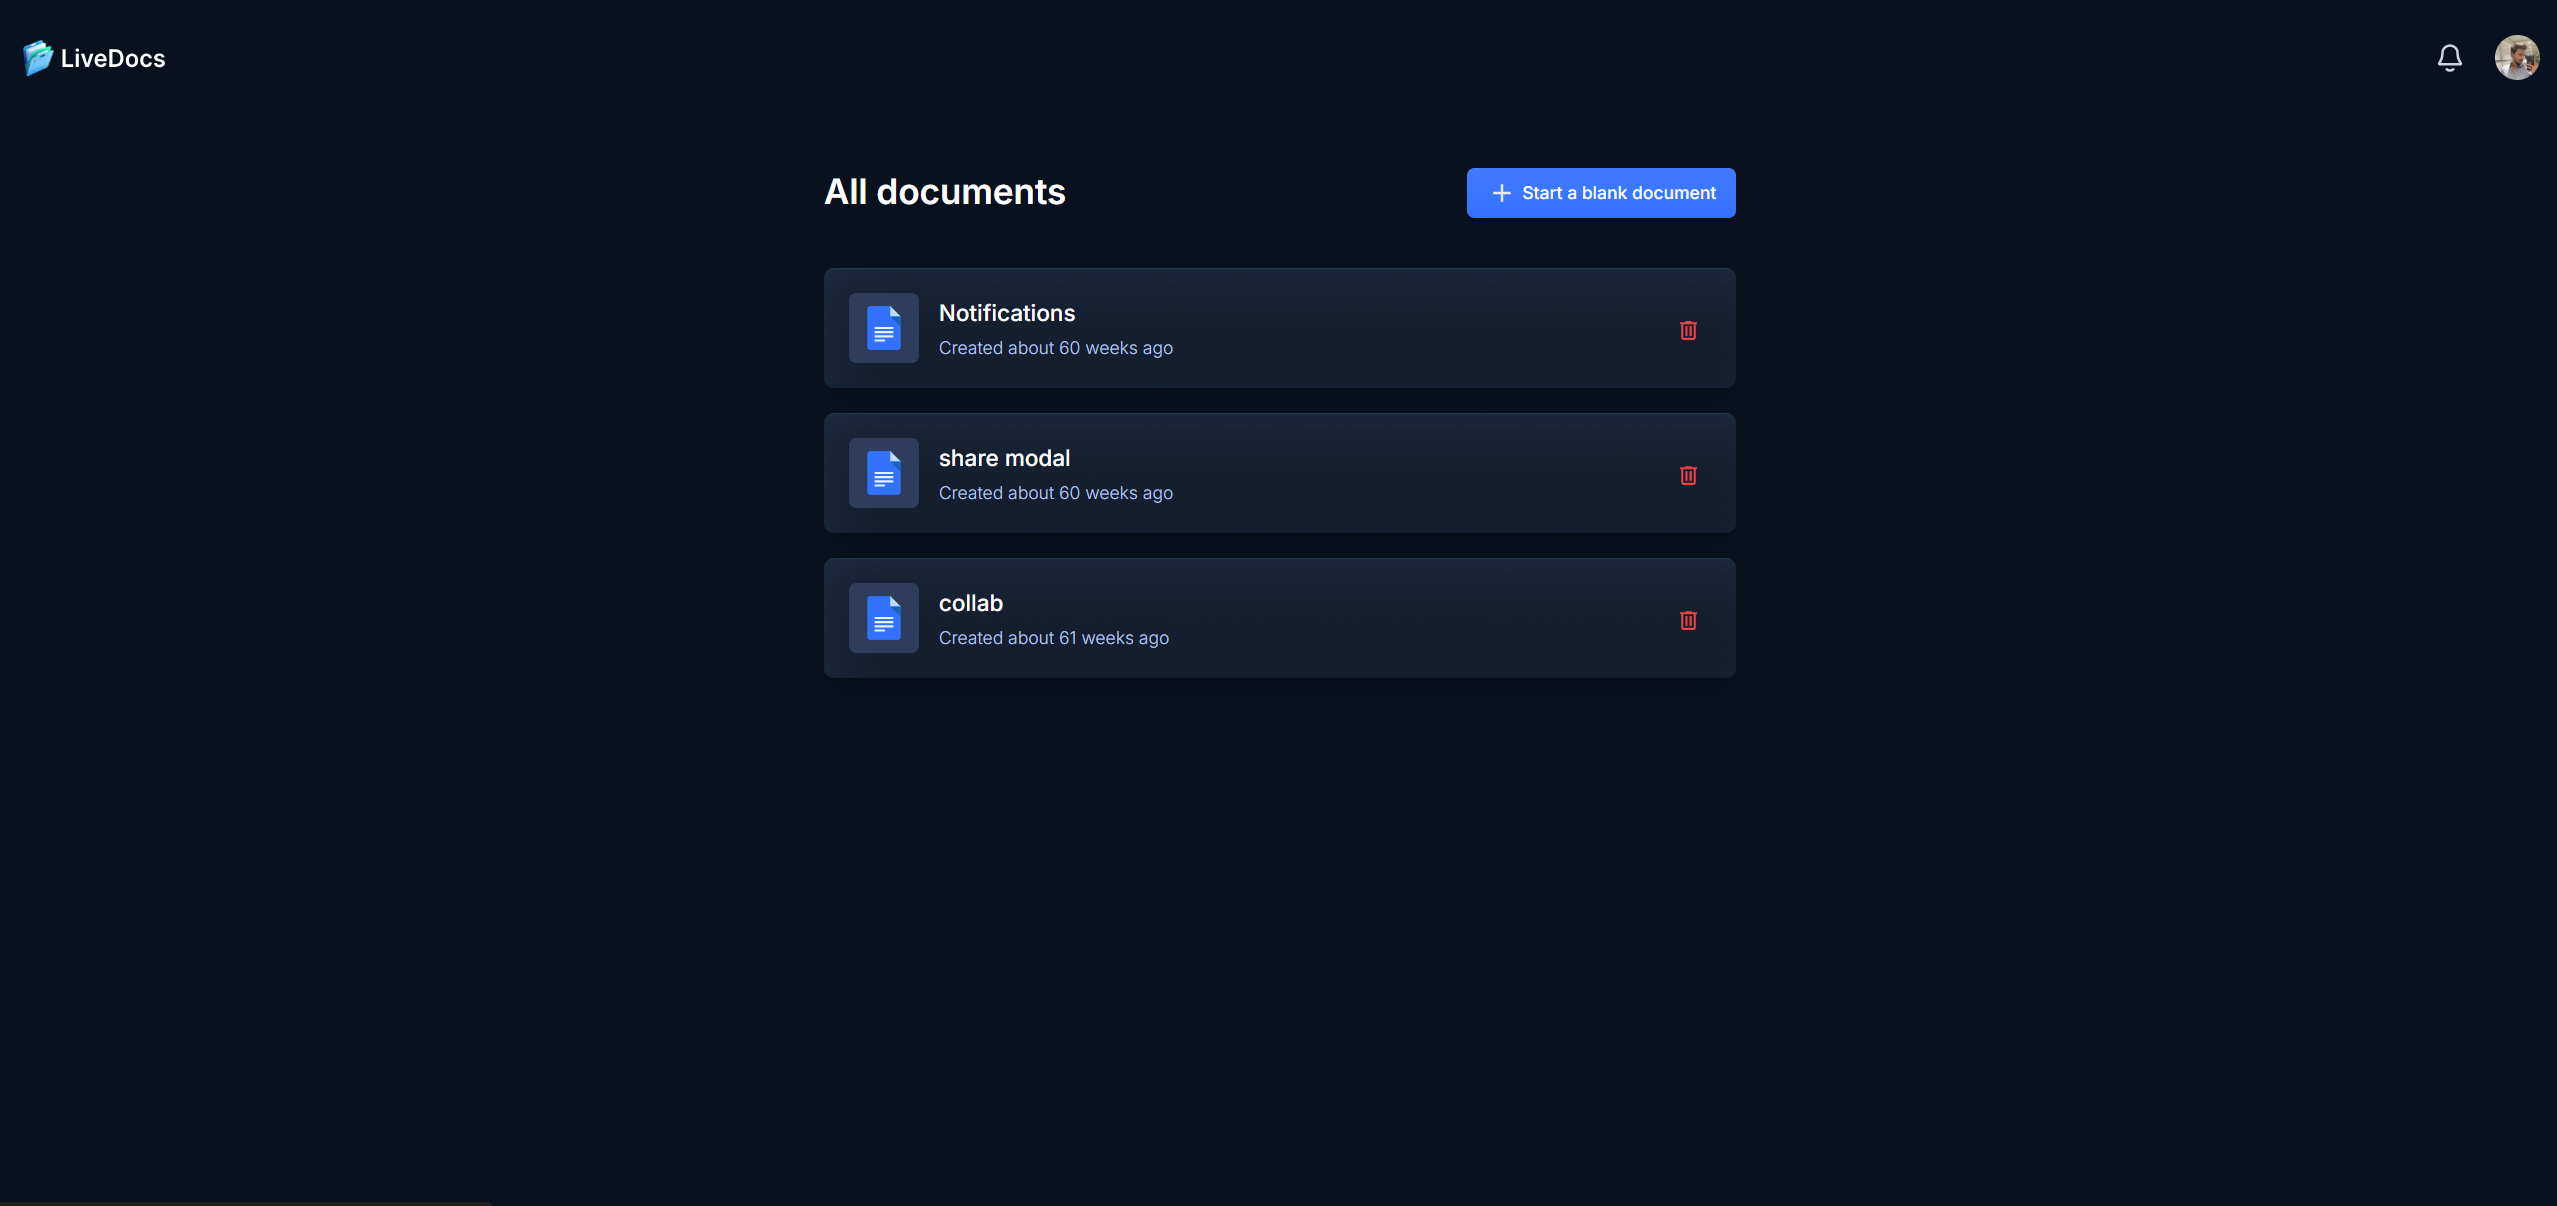 LiveDocs
All documents
Start a blank document
Notifications
Created about 60 weeks ago
share modal
Created about 60 weeks ago
collab
Created about 61 weeks ago